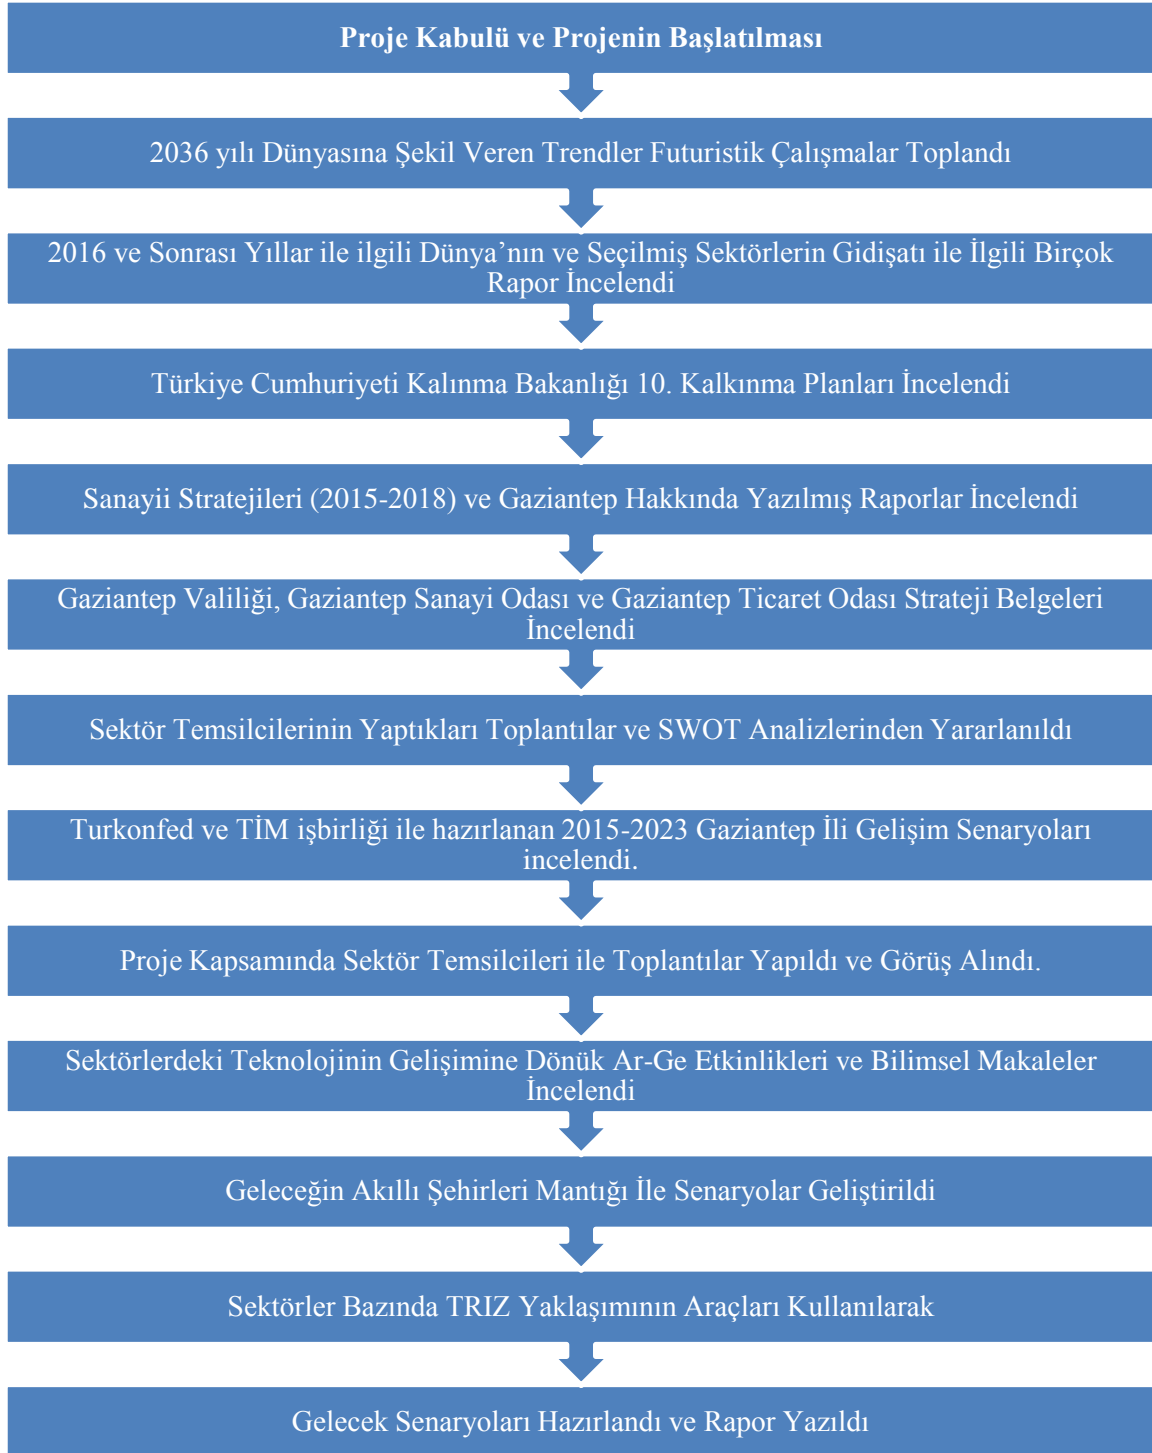 Proje Kabulü ve Projenin Başlatılması
2036 yılı Dünyasına Şekil Veren Trendler Futuristik Çalışmalar Toplandı
2016 ve Sonrası Yıllar ile ilgili Dünya’nın ve Seçilmiş Sektörlerin Gidişatı ile İlgili Birçok
Rapor İncelendi
Türkiye Cumhuriyeti Kalınma Bakanlığı 10. Kalkınma Planları İncelendi
Sanayii Stratejileri (2015-2018) ve Gaziantep Hakkında Yazılmış Raporlar İncelendi
Gaziantep Valiliği, Gaziantep Sanayi Odası ve Gaziantep Ticaret Odası Strateji Belgeleri
İncelendi
Sektör Temsilcilerinin Yaptıkları Toplantılar ve SWOT Analizlerinden Yararlanıldı
Turkonfed ve TİM işbirliği ile hazırlanan 2015-2023 Gaziantep İli Gelişim Senaryoları
incelendi.
Proje Kapsamında Sektör Temsilcileri ile Toplantılar Yapıldı ve Görüş Alındı.
Sektörlerdeki Teknolojinin Gelişimine Dönük Ar-Ge Etkinlikleri ve Bilimsel Makaleler
İncelendi
Geleceğin Akıllı Şehirleri Mantığı İle Senaryolar Geliştirildi
Sektörler Bazında TRIZ Yaklaşımının Araçları Kullanılarak
Gelecek Senaryoları Hazırlandı ve Rapor Yazıldı